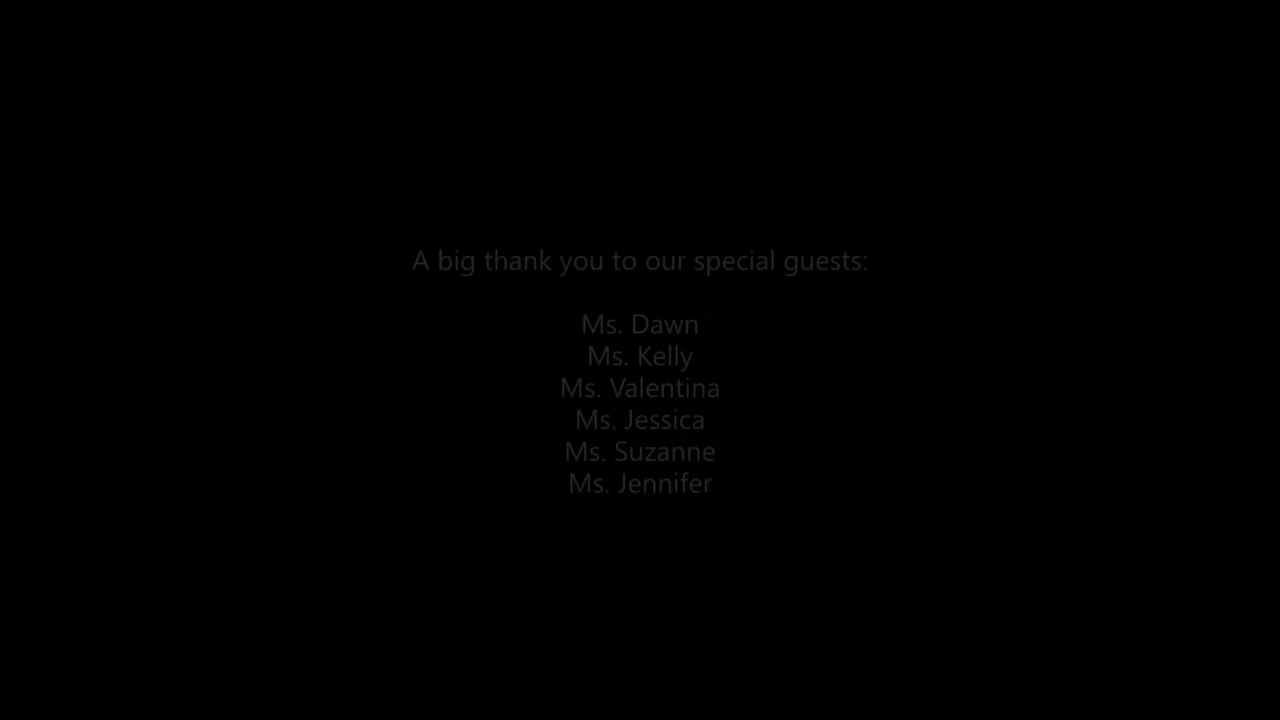 A big thank you to our special guests:
Ms. Dawn
Ms. Kelly
Ms. Valentina
Ms. Jessica
Ms. Suzanne
Ms. Jennifer